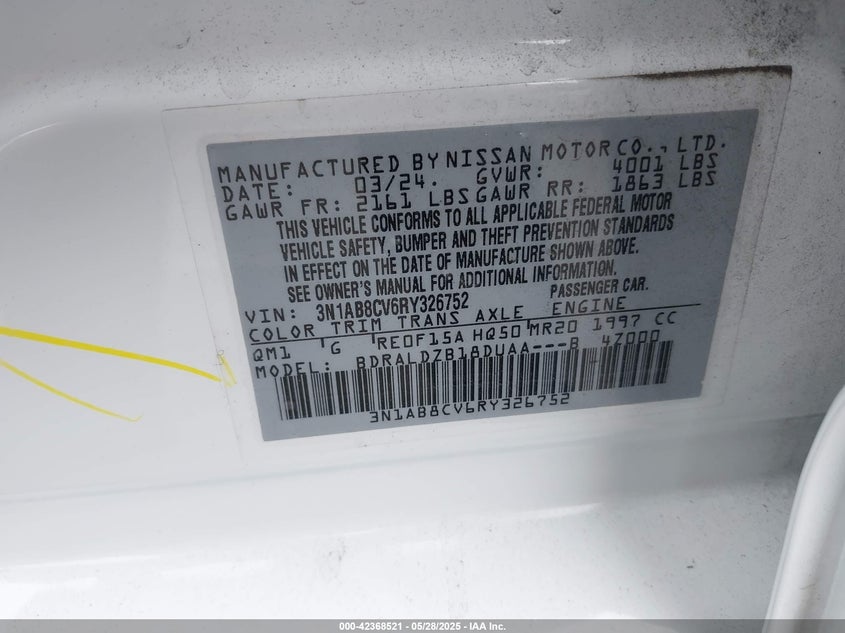 MANUFACTURED BY NISSAN MOTOR CO., LTD.
DATE: 03/24. GVWR: 4001 LBS
GAWR FR: 2161 LBS GAWR RR: 1863 LBS
THIS VEHICLE CONFORMS TO ALL APPLICABLE FEDERAL MOTOR
VEHICLE SAFETY, BUMPER AND THEFT PREVENTION STANDARDS
IN EFFECT ON THE DATE OF MANUFACTURE SHOWN ABOVE.
SEE OWNER'S MANUAL FOR ADDITIONAL INFORMATION.
VIN: 3N1AB8CV6RY326752 PASSENGER CAR.
COLOR TRIM TRANS AXLE ENGINE
QM1 'G RE0F15A HQ50 MR20 1997 CC
MODEL: BDRALDZB18DUAA---B 4Z000
3N1AB8CV6RY326752
000-42368521 | 05/28/2025 - IAA Inc.